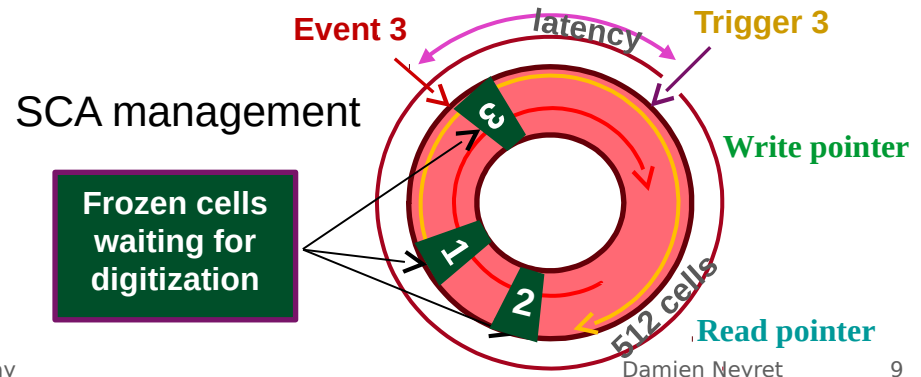 Event 3
latency
Trigger 3
SCA management
3
Write pointer
Frozen cells
waiting for
digitization
1
2
512 cells
Read pointer
Damien Neyret
9